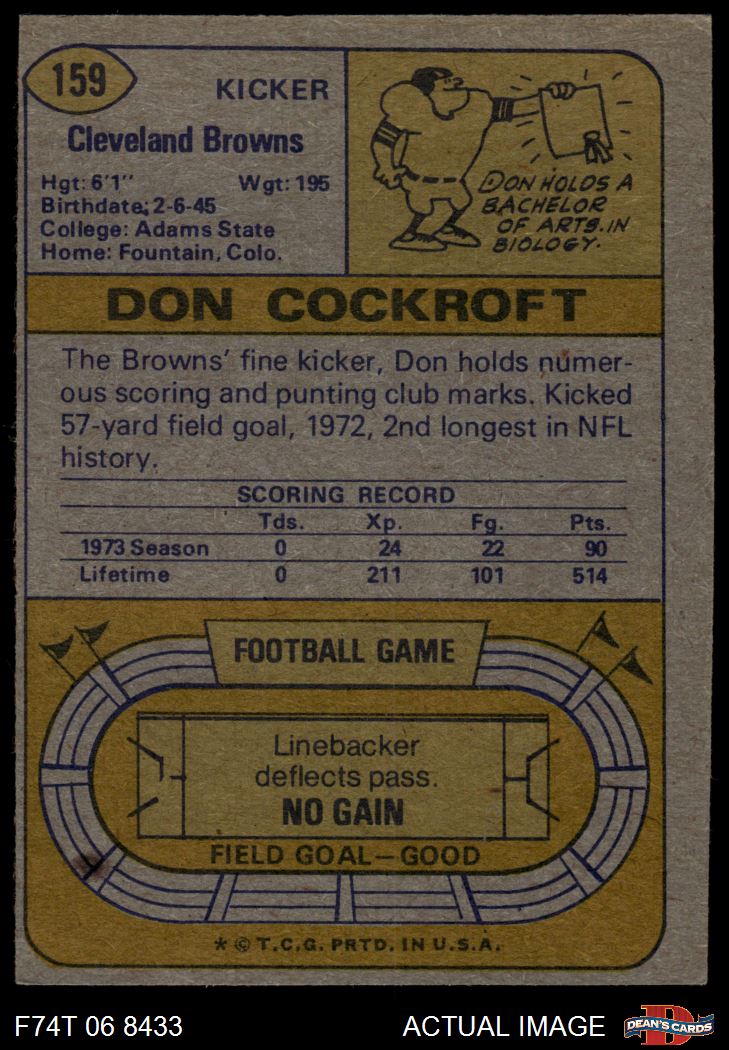 159
KICKER
Cleveland Browns
Hgt: 6'1" Wgt: 195
Birthdate: 2-6-45
College: Adams State
Home: Fountain, Colo.
DON HOLDS A
BACHELOR
OF ARTS IN
BIOLOGY.
DON COCKROFT
The Browns' fine kicker, Don holds numer-
ous scoring and punting club marks. Kicked
57-yard field goal, 1972, 2nd longest in NFL
history.
SCORING RECORD
Tds. Xp. Fg. Pts.
1973 Season 0 24 22 90
Lifetime 0 211 101 514
FOOTBALL GAME
Linebacker
deflects pass.
NO GAIN
FIELD GOAL—GOOD
* © T.C.G. PRTD. IN U.S.A.
F74T 06 8433 ACTUAL IMAGE
D
DEAN'S CARDS